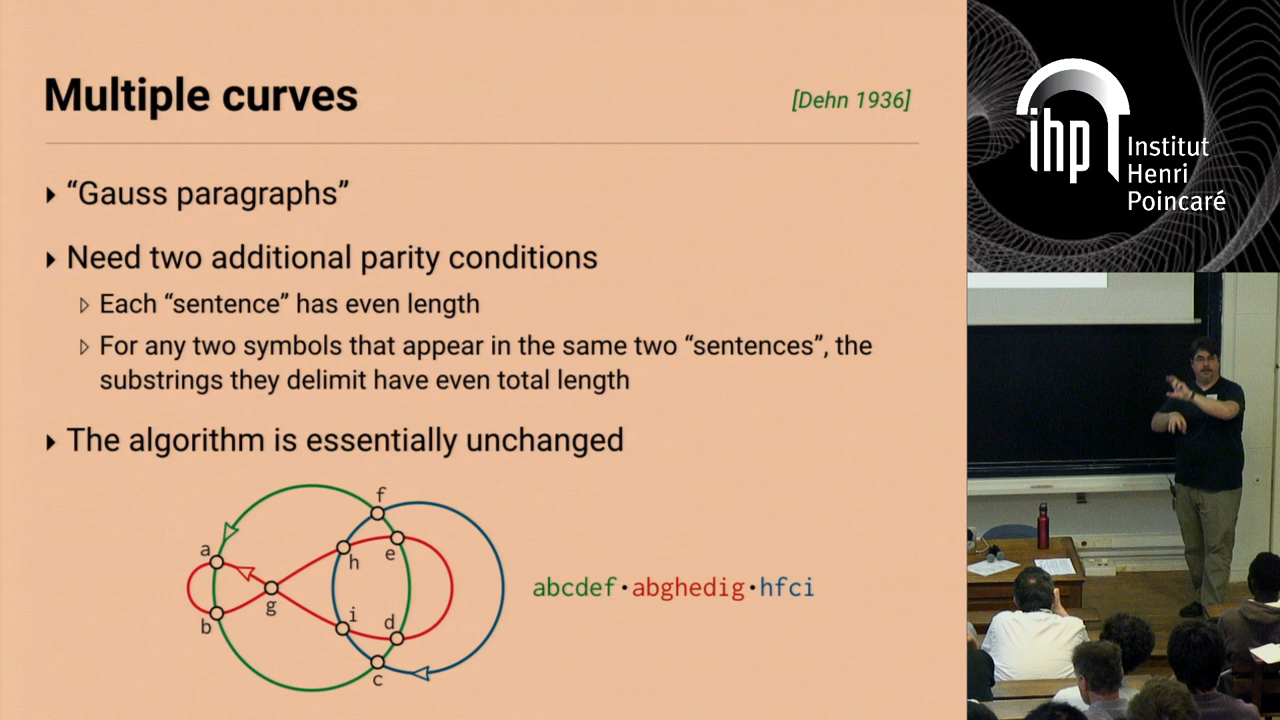 Multiple curves
[Dehn 1936]
“Gauss paragraphs”
Need two additional parity conditions
Each “sentence” has even length
For any two symbols that appear in the same two “sentences”, the
substrings they delimit have even total length
The algorithm is essentially unchanged
f
a
h
e
g
i
d
b
c
abcdef·abghedig·hfci
ihp
Institut
Henri
Poincaré